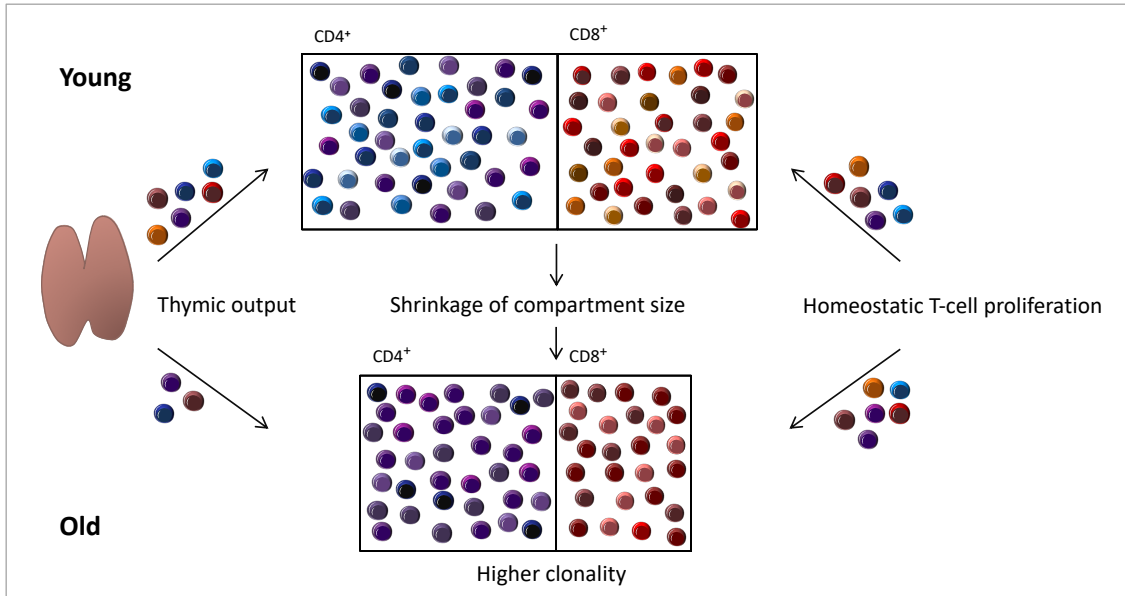 CD4⁺
CD8⁺
Young
Thymic output
Shrinkage of compartment size
Homeostatic T-cell proliferation
CD4⁺
CD8⁺
Old
Higher clonality